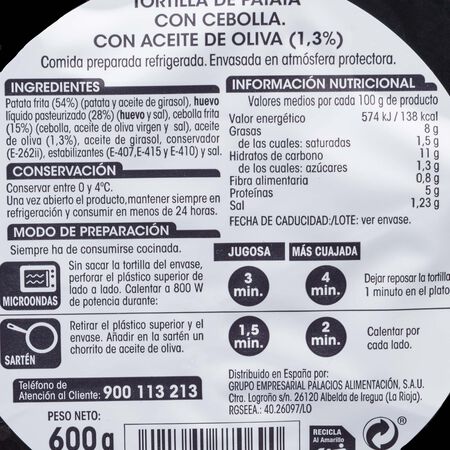 TORTILLA DE PATATA
CON CEBOLLA.
CON ACEITE DE OLIVA (1,3%)
Comida preparada refrigerada. Envasada en atmósfera protectora.
INGREDIENTES
Patata frita (54%) (patata y aceite de girasol), huevo
líquido pasteurizado (28%) (huevo y sal), cebolla frita
(15%) (cebolla, aceite de oliva virgen y sal), aceite
de oliva (1,3%), aceite de girasol, conservador
(E-262ii), estabilizantes (E-407,E-415 y E-410) y sal.
CONSERVACIÓN
Conservar entre 0 y 4ºC.
Una vez abierto el producto,mantener siempre en
refrigeración y consumir en menos de 24 horas.
INFORMACIÓN NUTRICIONAL
Valores medios por cada 100 g de producto
Valor energético 574 kJ / 138 kcal
Grasas 8 g
de las cuales: saturadas 1,5 g
Hidratos de carbono 11 g
de los cuales: azúcares 1,3 g
Fibra alimentaria 0,8 g
Proteínas 5 g
Sal 1,23 g
FECHA DE CADUCIDAD:/LOTE: ver envase.
MODO DE PREPARACIÓN
Siempre ha de consumirse cocinada.
JUGOSA MÁS CUAJADA
MICROONDAS
Sin sacar la tortilla del envase,
perforar el plástico superior de
lado a lado. Calentar a 800 W
de potencia durante:
3 min.
4 min.
Dejar reposar la tortilla
1 minuto en el plato
SARTÉN
Retirar el plástico superior y el
envase. Añadir en la sartén un
chorrito de aceite de oliva.
1,5 min.
2 min.
Calentar por
cada lado.
Teléfono de
Atención al Cliente: 900 113 213
Distribuido en España por:
GRUPO EMPRESARIAL PALACIOS ALIMENTACIÓN, S.A.U.
Ctra. Logroño s/n. 26120 Albelda de Iregua (La Rioja).
RGSEEA.: 40.26097/LO
PESO NETO:
600 g
RECICLA
Al Amarillo